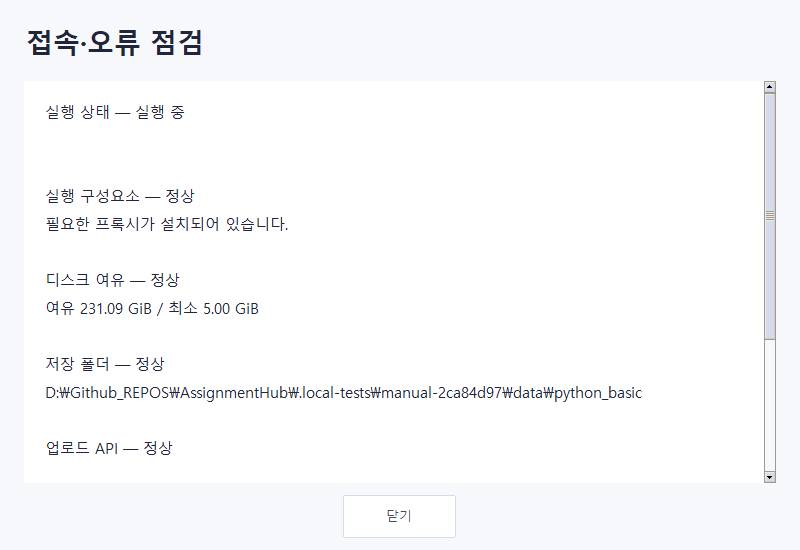 접속·오류 점검
실행 상태 — 실행 중
실행 구성요소 — 정상
필요한 프록시가 설치되어 있습니다.
디스크 여유 — 정상
여유 231.09 GiB / 최소 5.00 GiB
저장 폴더 — 정상
D:₩Github_REPOS₩AssignmentHub₩.local-tests₩manual-2ca84d97₩data₩python_basic
업로드 API — 정상
닫기